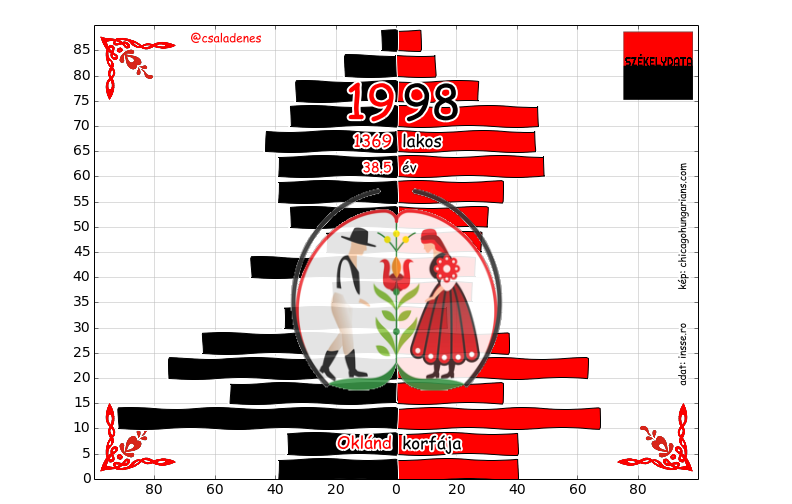 @csaladenes
SZÉKELYDATA
1998
1369 lakos
38.5 év
kép: chicagohungarians.com
adat: insse.ro
Oklánd korfája
85
80
75
70
65
60
55
50
45
40
35
30
25
20
15
10
5
0
80 60 40 20 0 20 40 60 80